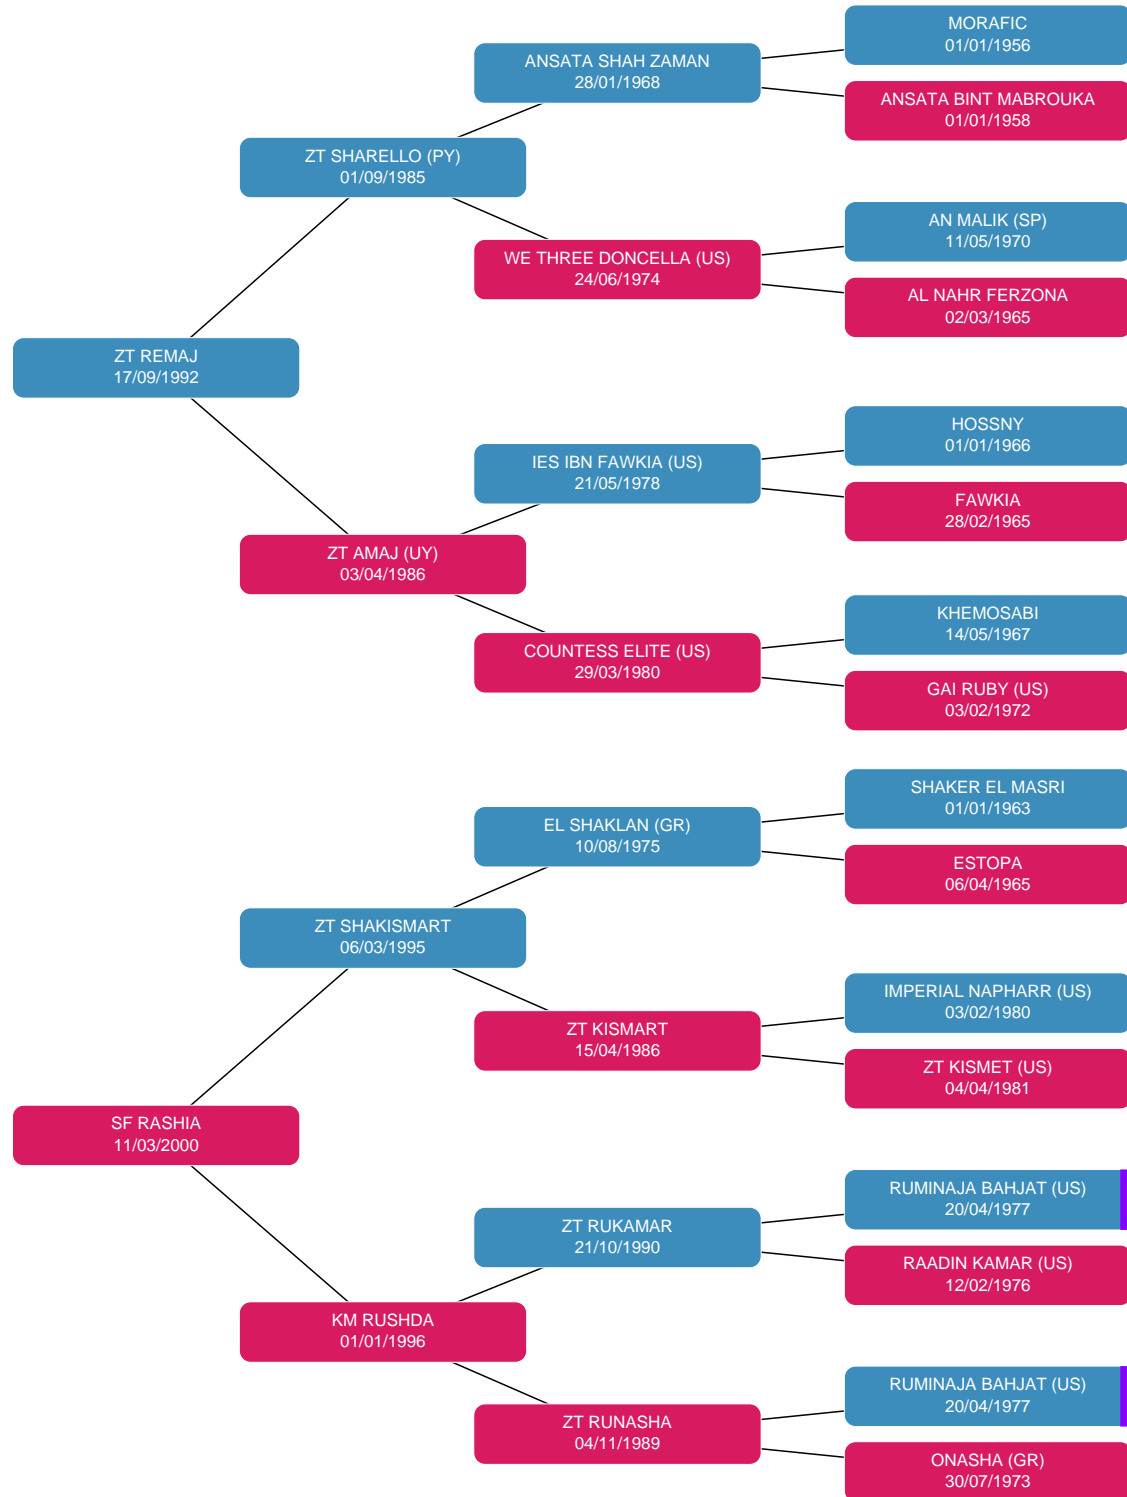 MORAFIC
01/01/1956
ANSATA SHAH ZAMAN
28/01/1968
ANSATA BINT MABROUKA
01/01/1958
ZT SHARELLO (PY)
01/09/1985
AN MALIK (SP)
11/05/1970
WE THREE DONCELLA (US)
24/06/1974
AL NAHR FERZONA
02/03/1965
ZT REMAJ
17/09/1992
HOSSNY
01/01/1966
IES IBN FAWKIA (US)
21/05/1978
FAWKIA
28/02/1965
ZT AMAJ (UY)
03/04/1986
KHEMOSABI
14/05/1967
COUNTESS ELITE (US)
29/03/1980
GAI RUBY (US)
03/02/1972
SHAKER EL MASRI
01/01/1963
EL SHAKLAN (GR)
10/08/1975
ESTOPA
06/04/1965
ZT SHAKISMART
06/03/1995
IMPERIAL NAPHARR (US)
03/02/1980
ZT KISMART
15/04/1986
ZT KISMET (US)
04/04/1981
SF RASHIA
11/03/2000
RUMINAJA BAHJAT (US)
20/04/1977
ZT RUKAMAR
21/10/1990
RAADIN KAMAR (US)
12/02/1976
KM RUSHDA
01/01/1996
RUMINAJA BAHJAT (US)
20/04/1977
ZT RUNASHA
04/11/1989
ONASHA (GR)
30/07/1973